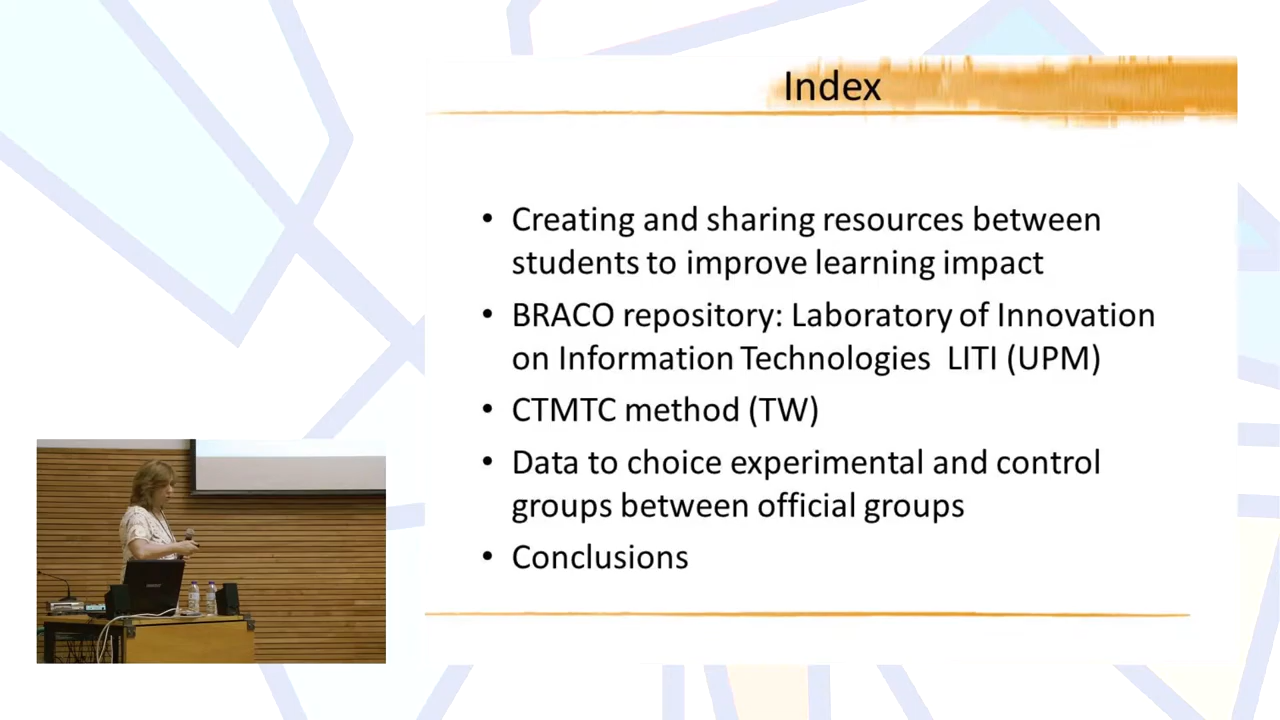 Index
• Creating and sharing resources between
students to improve learning impact
• BRACO repository: Laboratory of Innovation
on Information Technologies LITI (UPM)
• CTMTC method (TW)
• Data to choice experimental and control
groups between official groups
• Conclusions